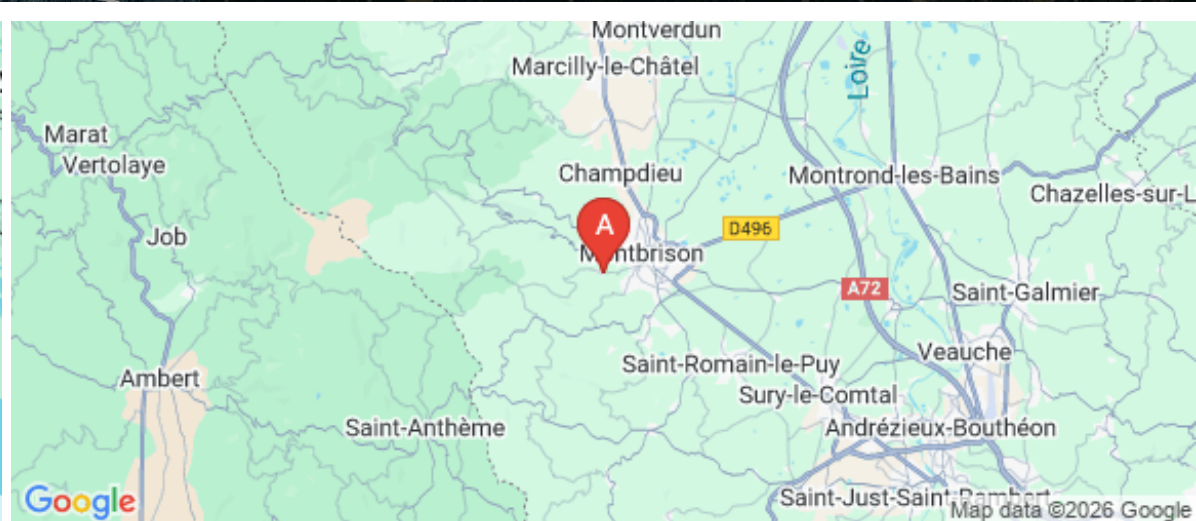 Montverdun
Marcilly-le-Châtel
Loire
Marat
Vertolaye
Champdieu
Montrond-les-Bains
Chazelles-sur-L
A
D496
Job
Montbrison
A72
Saint-Galmier
Veauche
Saint-Romain-le-Puy
Ambert
Sury-le-Comtal
Saint-Anthème
Andrézieux-Bouthéon
Saint-Just-Saint-Rambert
Google
Map data ©2026 Google